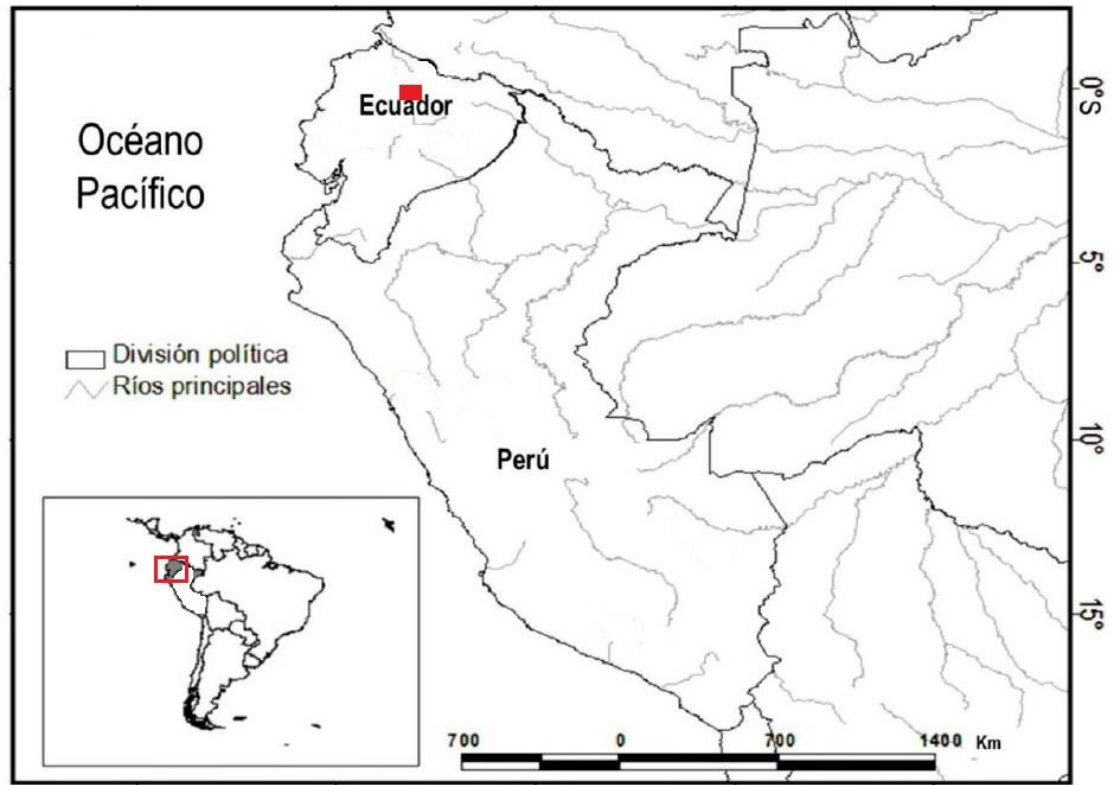 Ecuador
0°S
Océano
Pacífico
5°
División política
Ríos principales
10°
Perú
15°
700 0 700 1400 Km